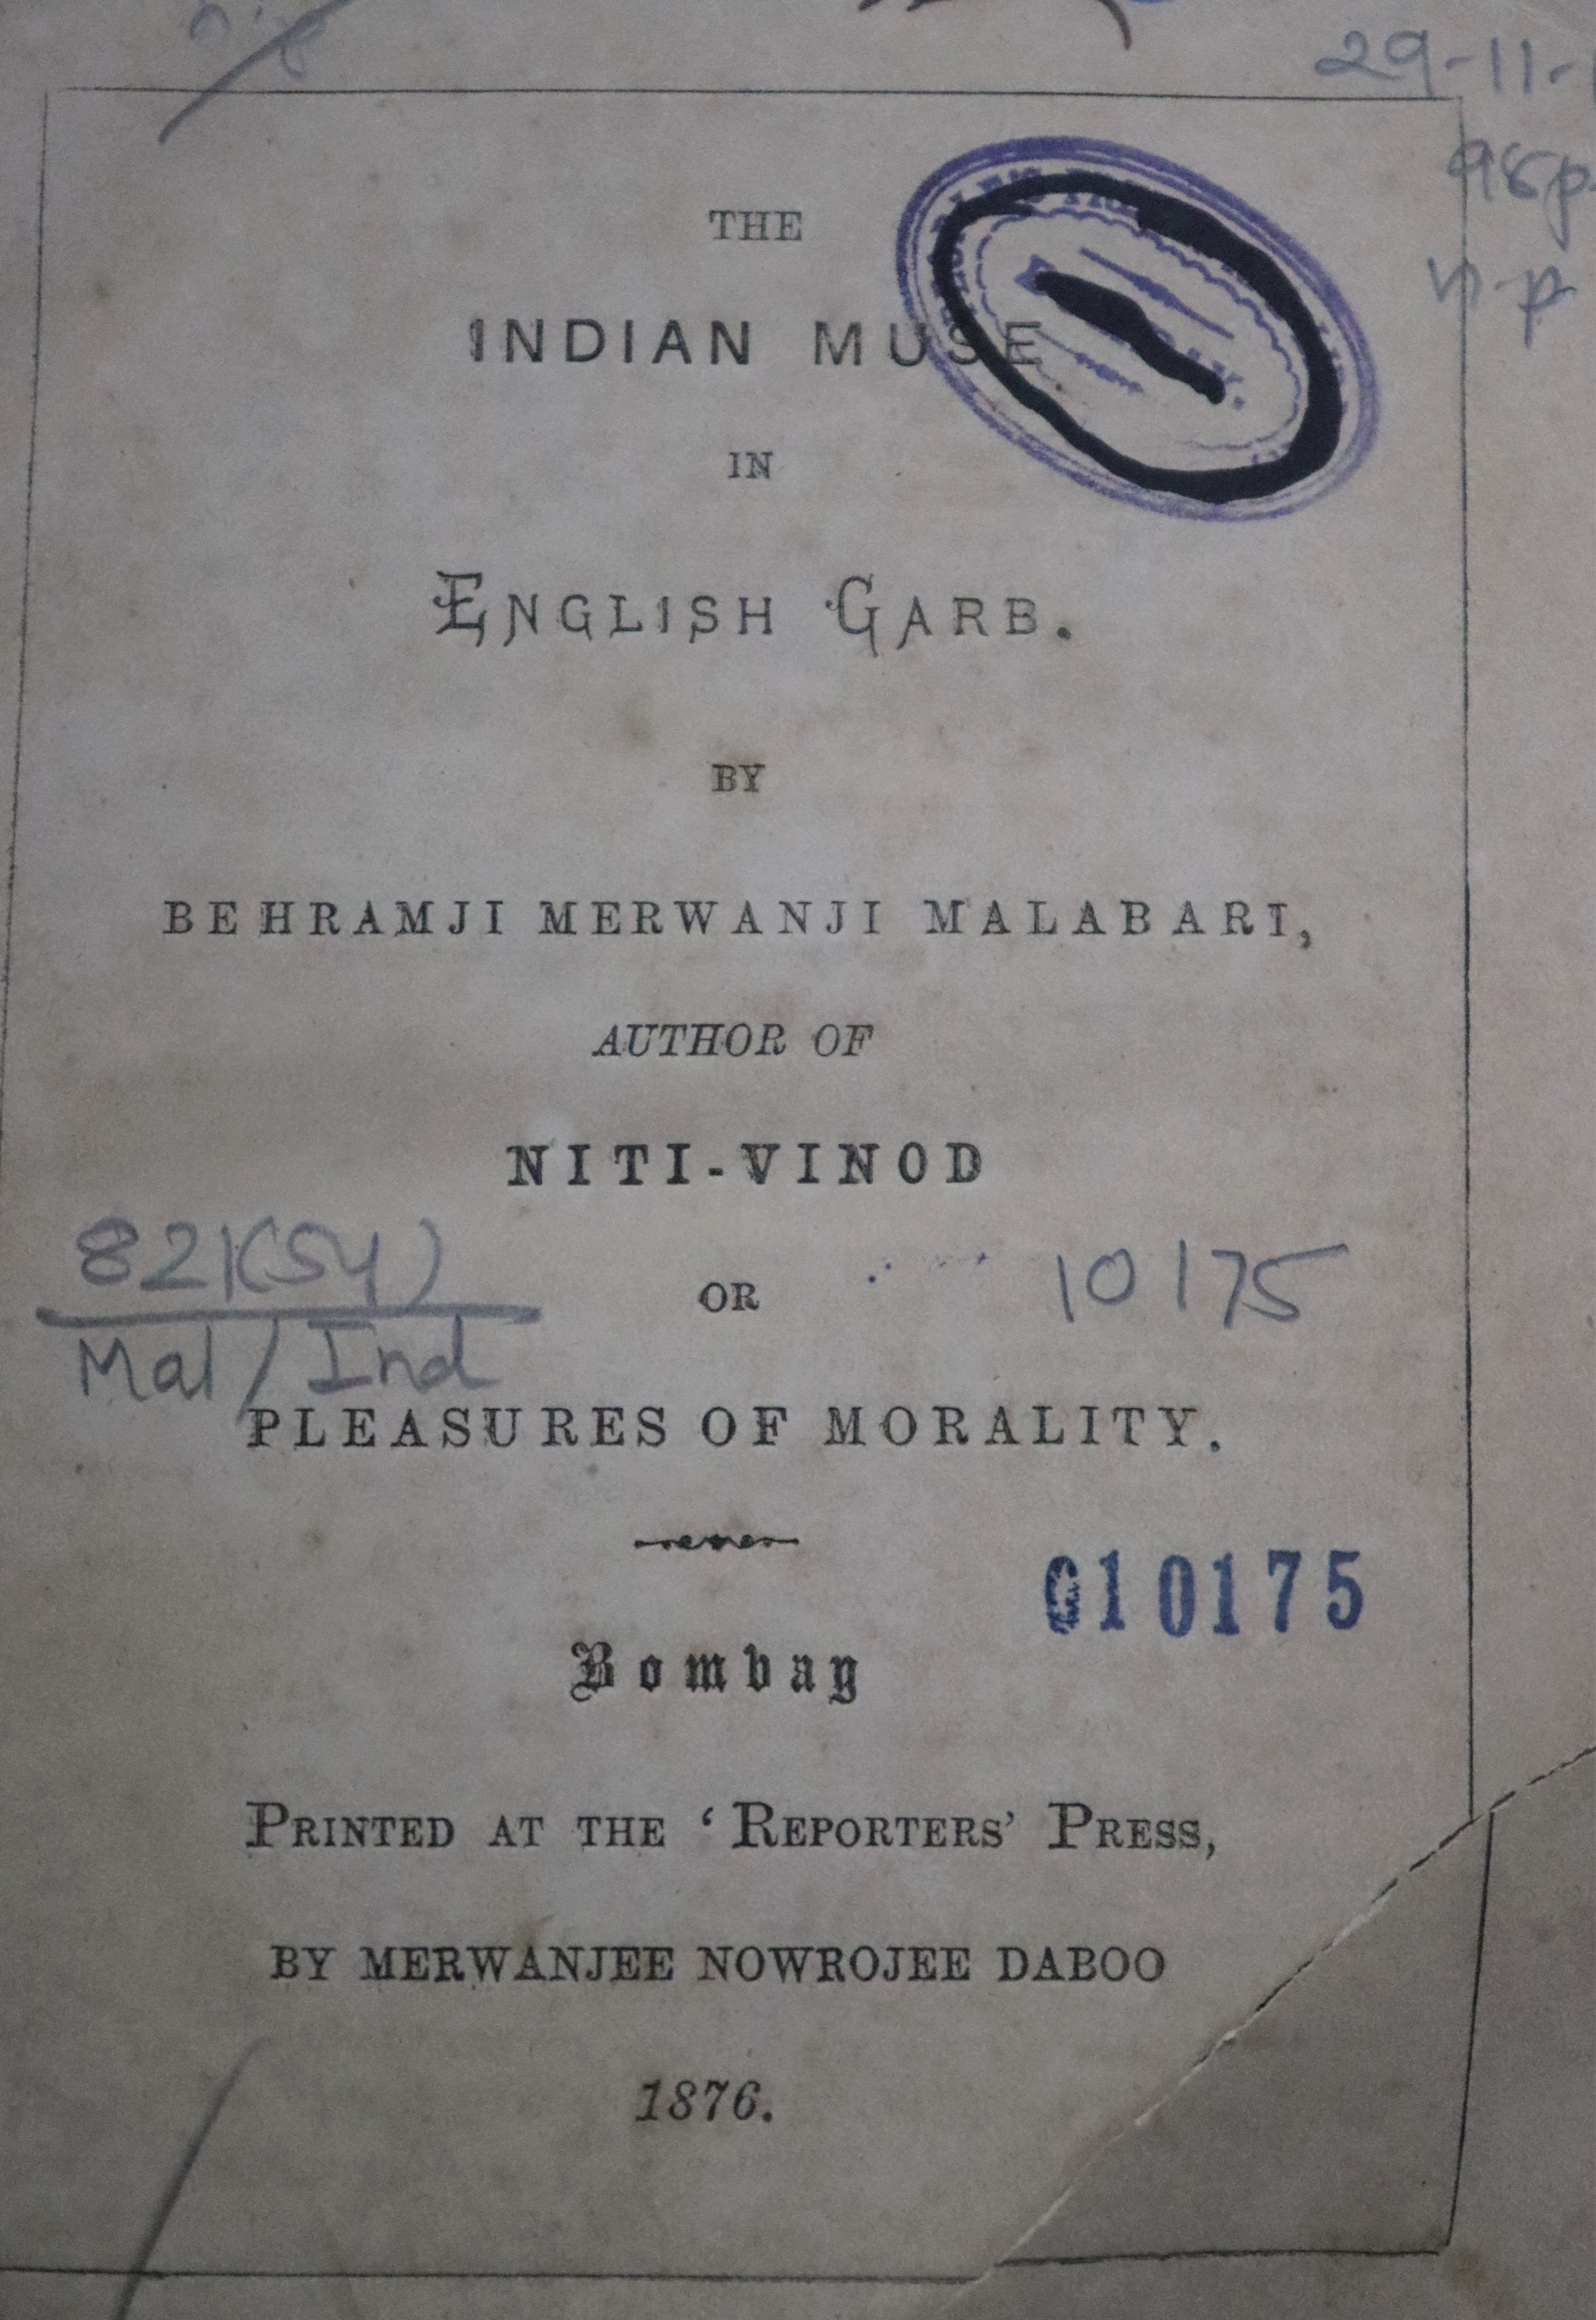 29-11-
98p.
n.p
THE
INDIAN MUSE
IN
ENGLISH GARB.
BY
BEHRAMJI MERWANJI MALABARI,
AUTHOR OF
NITI-VINOD
821(54)
OR
10175
Mal/Ind
PLEASURES OF MORALITY.
G10175
Bombay
PRINTED AT THE ‘REPORTERS’ PRESS,
BY MERWANJEE NOWROJEE DABOO
1876.